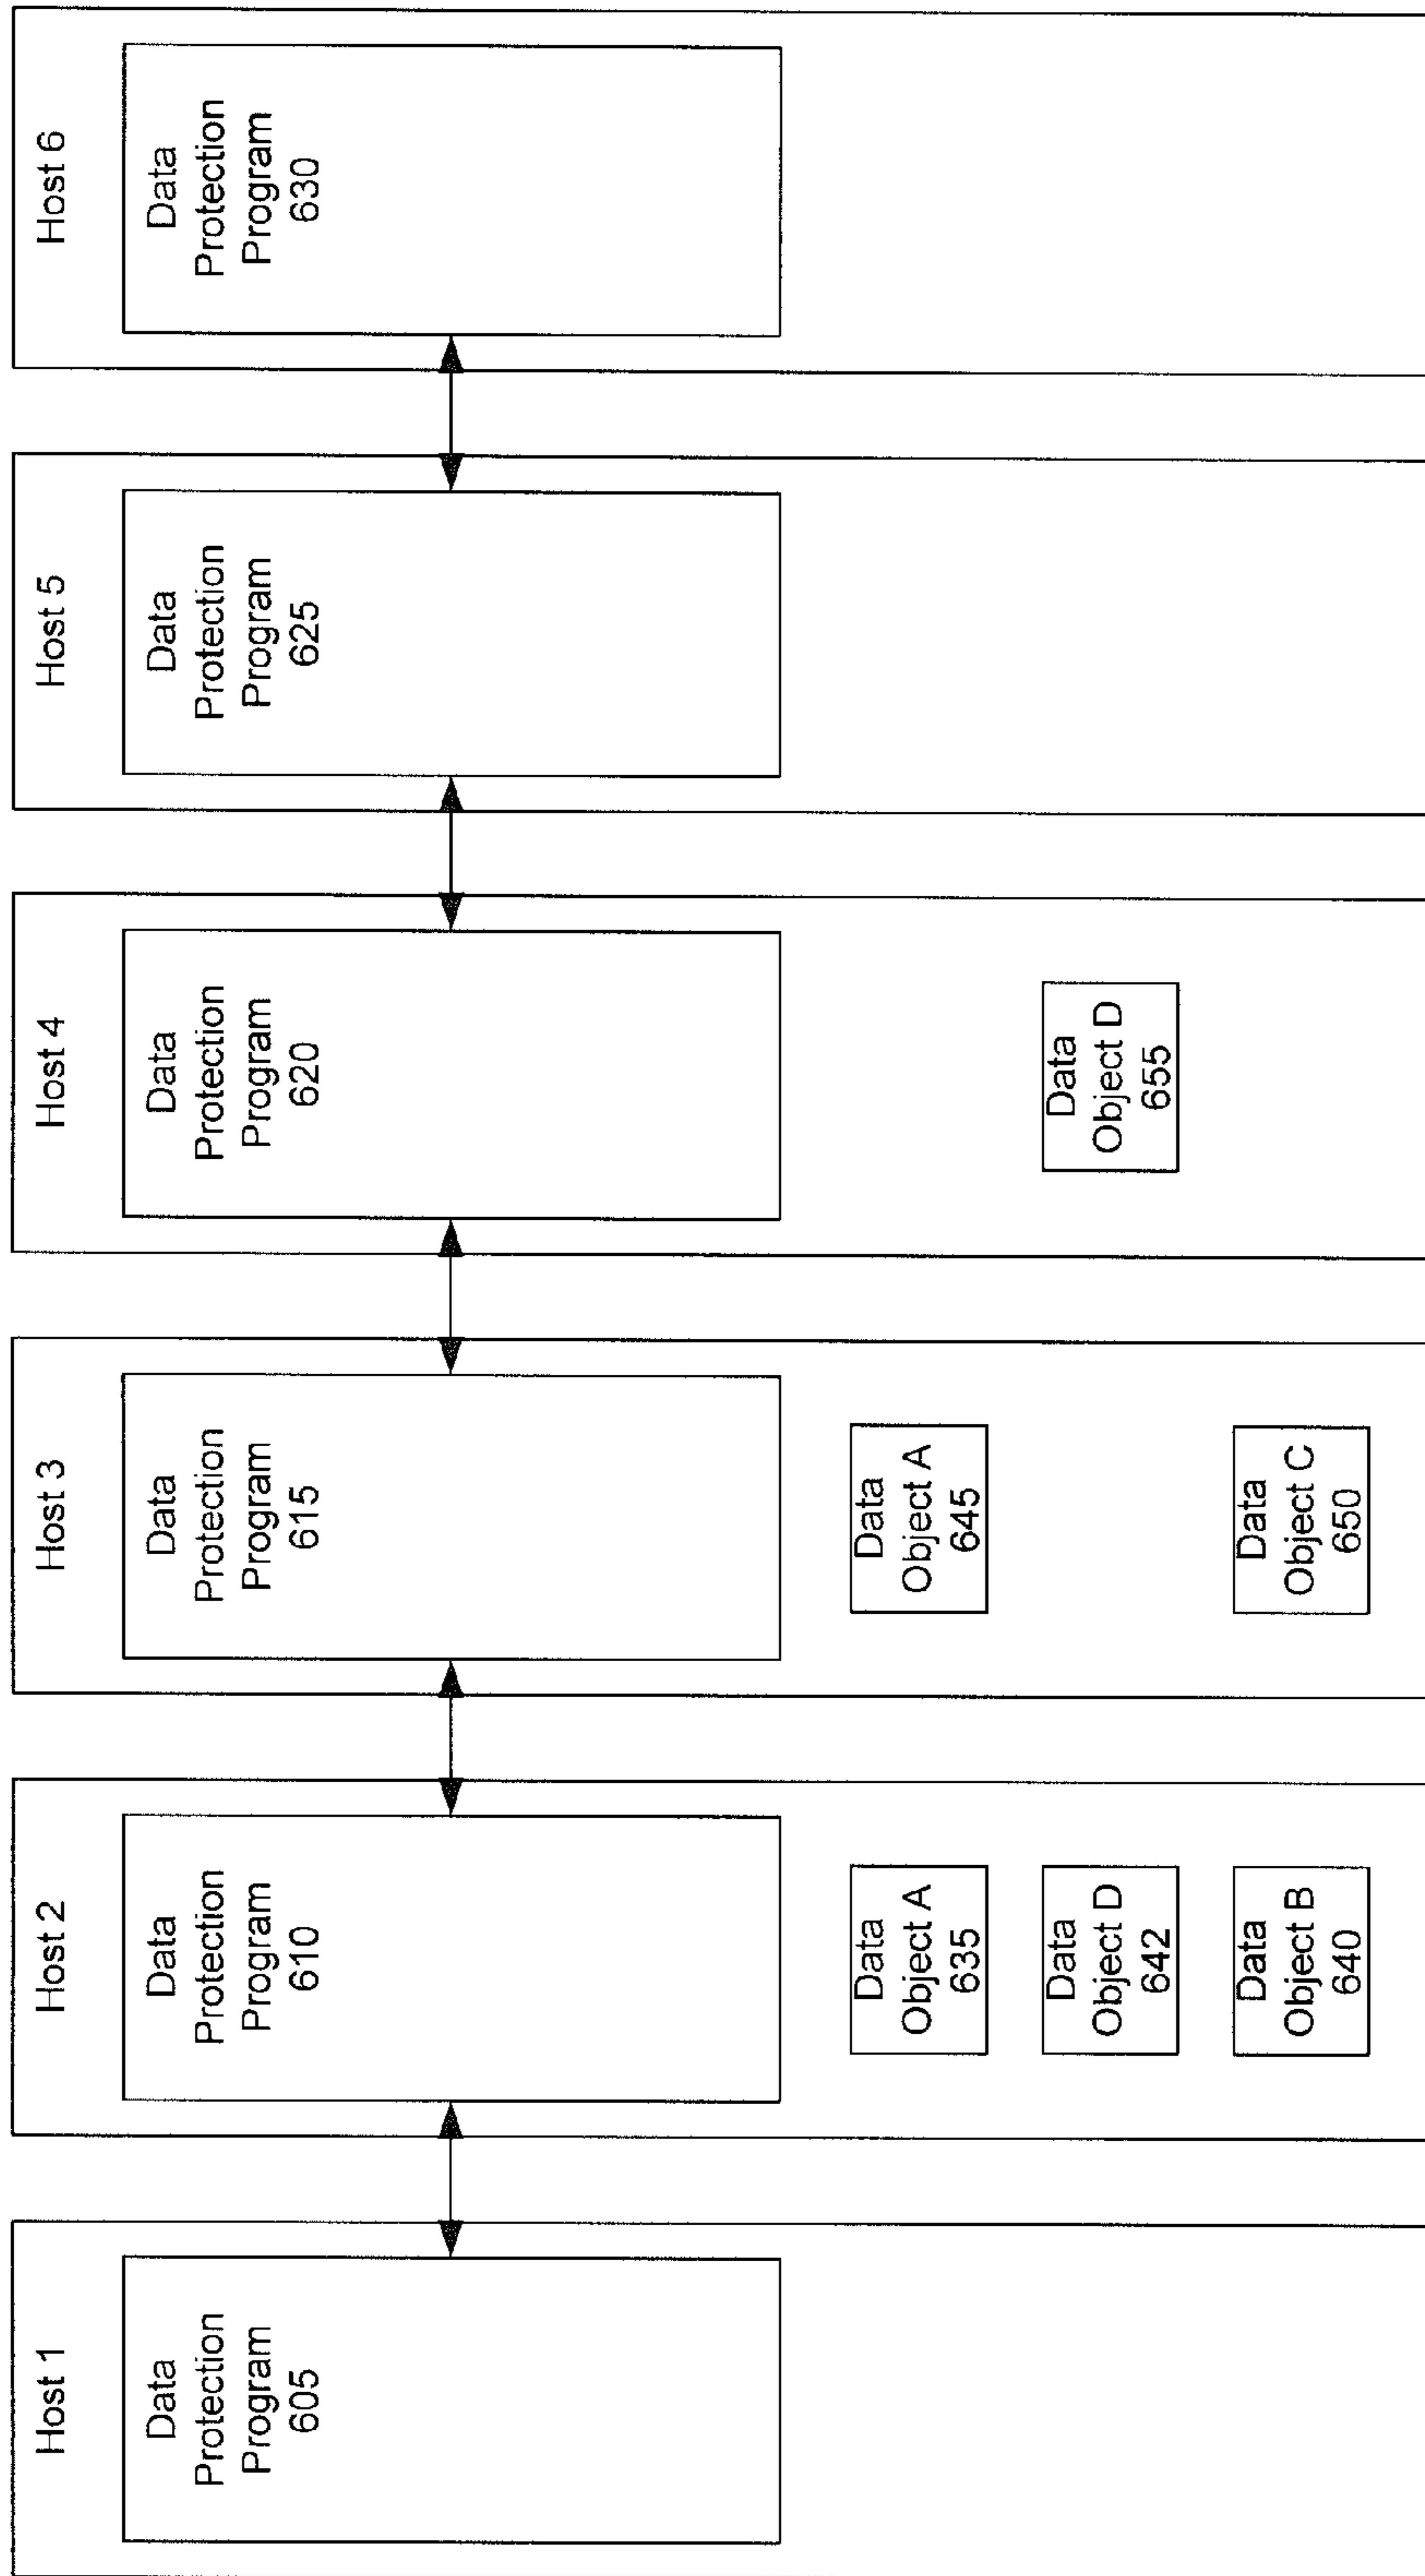 Host 1
Data
Protection
Program
605
Host 2
Data
Protection
Program
610
Data
Object A
635
Data
Object D
642
Data
Object B
640
Host 3
Data
Protection
Program
615
Data
Object A
645
Data
Object C
650
Host 4
Data
Protection
Program
620
Data
Object D
655
Host 5
Data
Protection
Program
625
Host 6
Data
Protection
Program
630